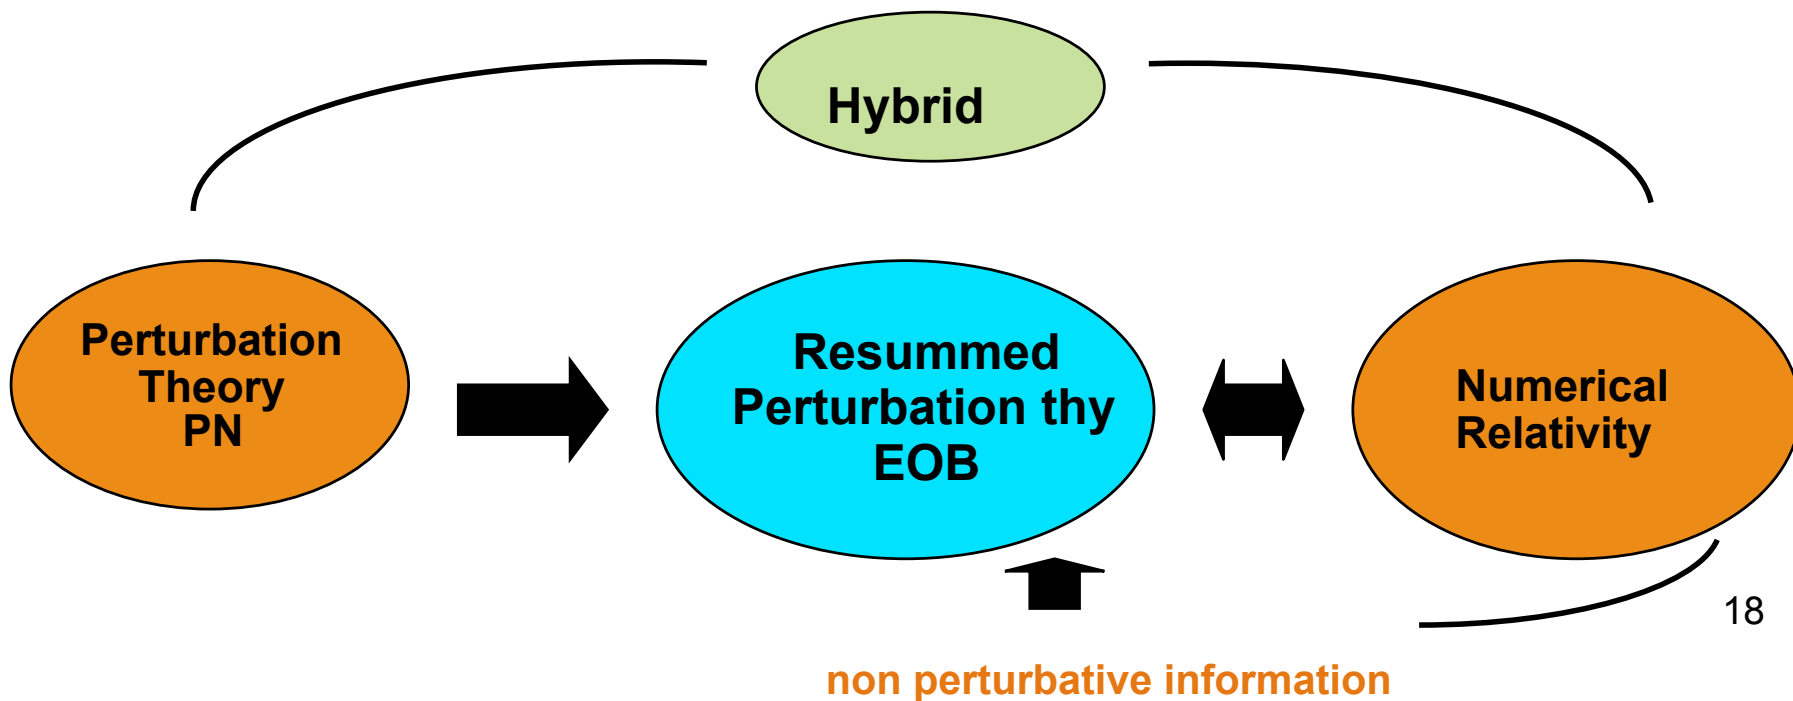 Hybrid
Perturbation
Theory
PN
Resummed
Perturbation thy
EOB
Numerical
Relativity
18
non perturbative information